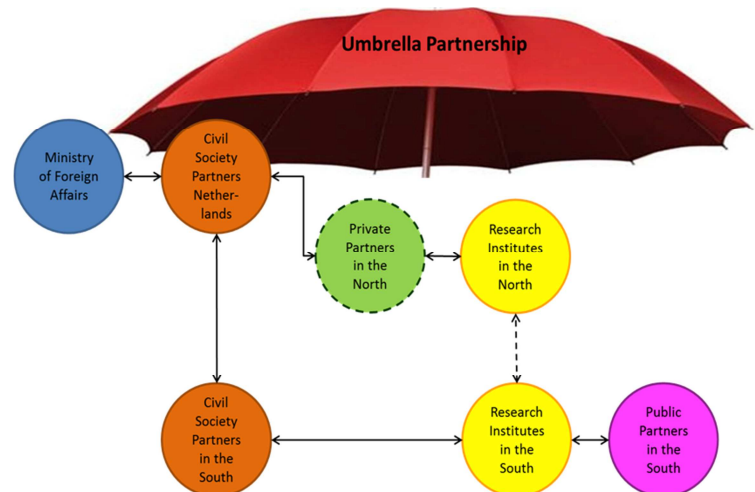 Umbrella Partnership
Ministry
of Foreign
Affairs
Civil
Society
Partners
Nether-
lands
Private
Partners
in the
North
Research
Institutes
in the
North
Civil
Society
Partners
in the
South
Research
Institutes
in the
South
Public
Partners
in the
South